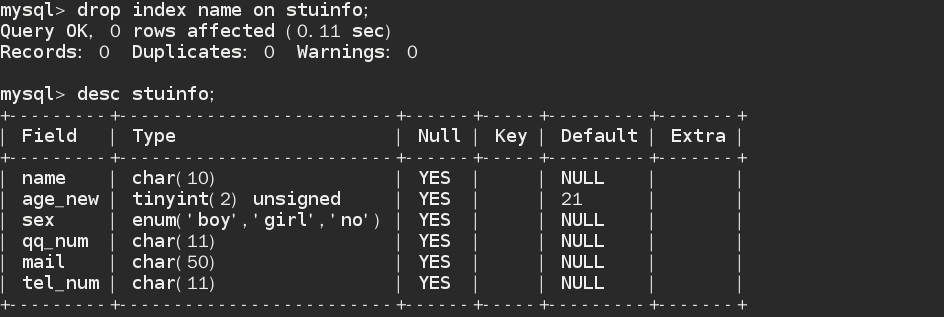 mysql> drop index name on stuinfo;
Query OK, 0 rows affected (0.11 sec)
Records: 0  Duplicates: 0  Warnings: 0

mysql> desc stuinfo;
+---------+-------------------------+------+-----+---------+-------+
| Field   | Type                    | Null | Key | Default | Extra |
+---------+-------------------------+------+-----+---------+-------+
| name    | char(10)                | YES  |     | NULL    |       |
| age_new | tinyint(2) unsigned     | YES  |     | 21      |       |
| sex     | enum('boy','girl','no') | YES  |     | NULL    |       |
| qq_num  | char(11)                | YES  |     | NULL    |       |
| mail    | char(50)                | YES  |     | NULL    |       |
| tel_num | char(11)                | YES  |     | NULL    |       |
+---------+-------------------------+------+-----+---------+-------+